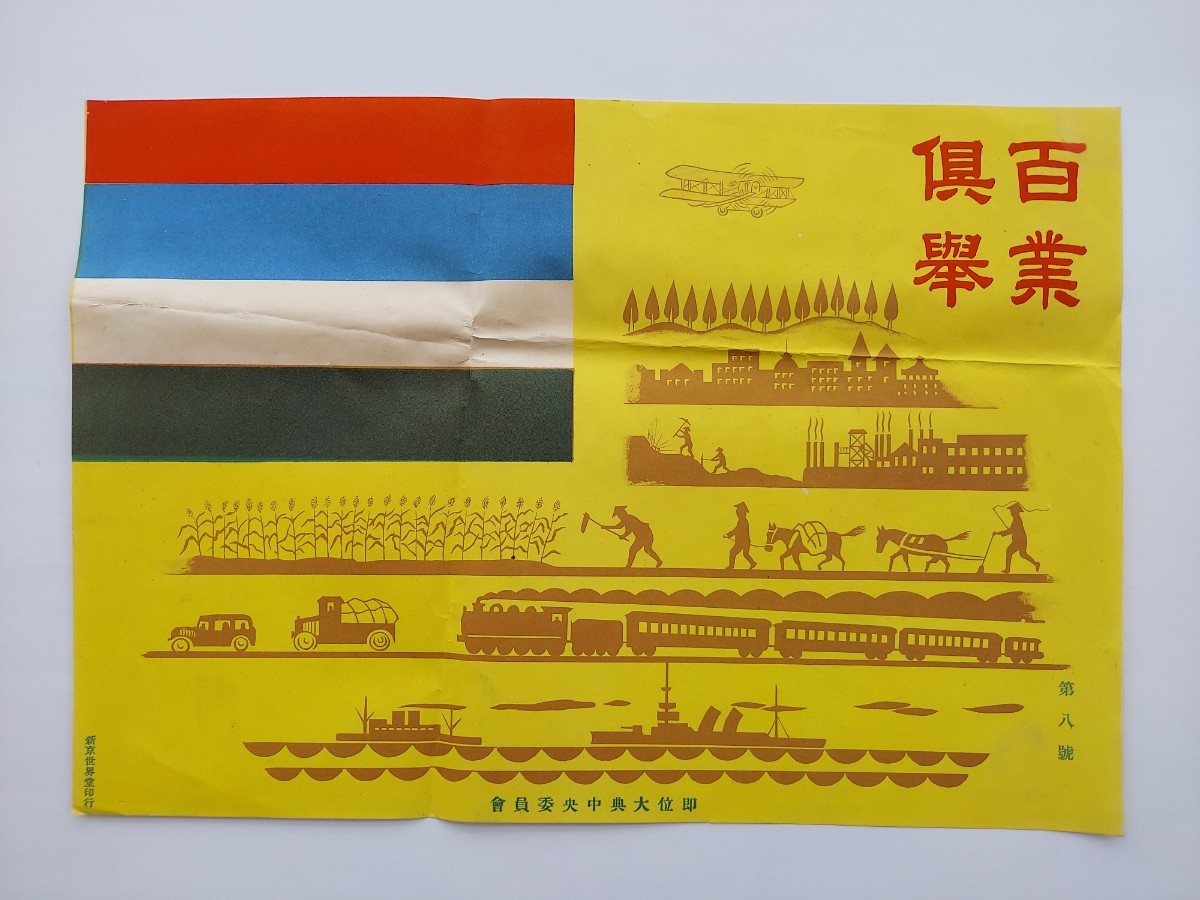 百業
俱舉
第八號
即位大典中央委員會
新京世界堂印行